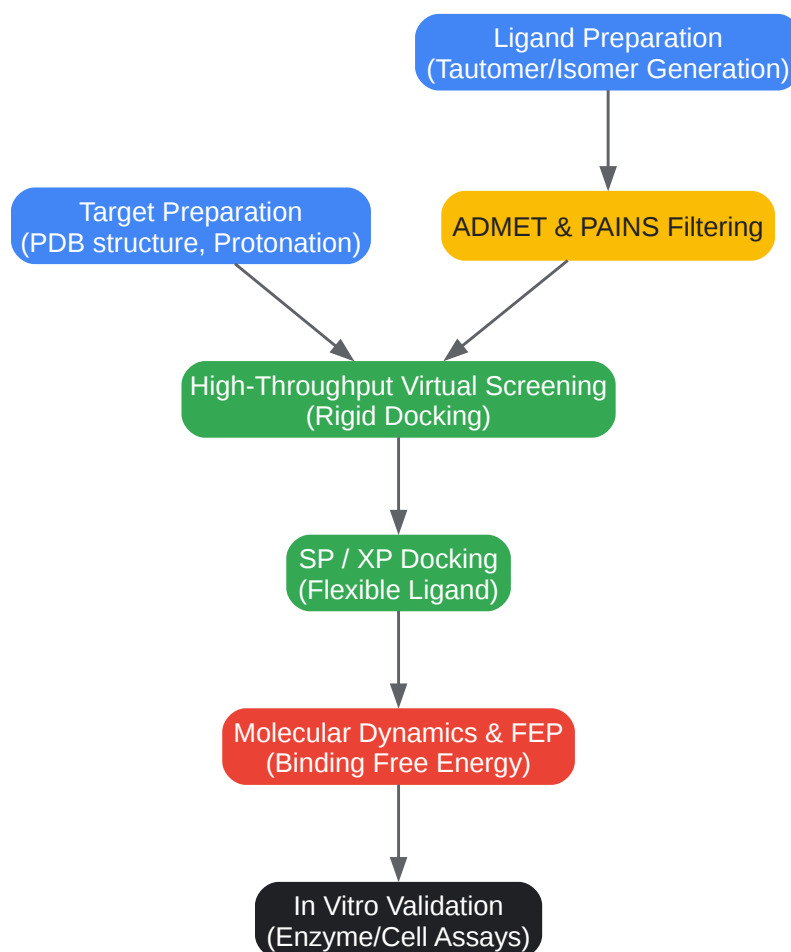 Ligand Preparation
(Tautomer/Isomer Generation)
Target Preparation
(PDB structure, Protonation)
ADMET & PAINS Filtering
High-Throughput Virtual Screening
(Rigid Docking)
SP / XP Docking
(Flexible Ligand)
Molecular Dynamics & FEP
(Binding Free Energy)
In Vitro Validation
(Enzyme/Cell Assays)